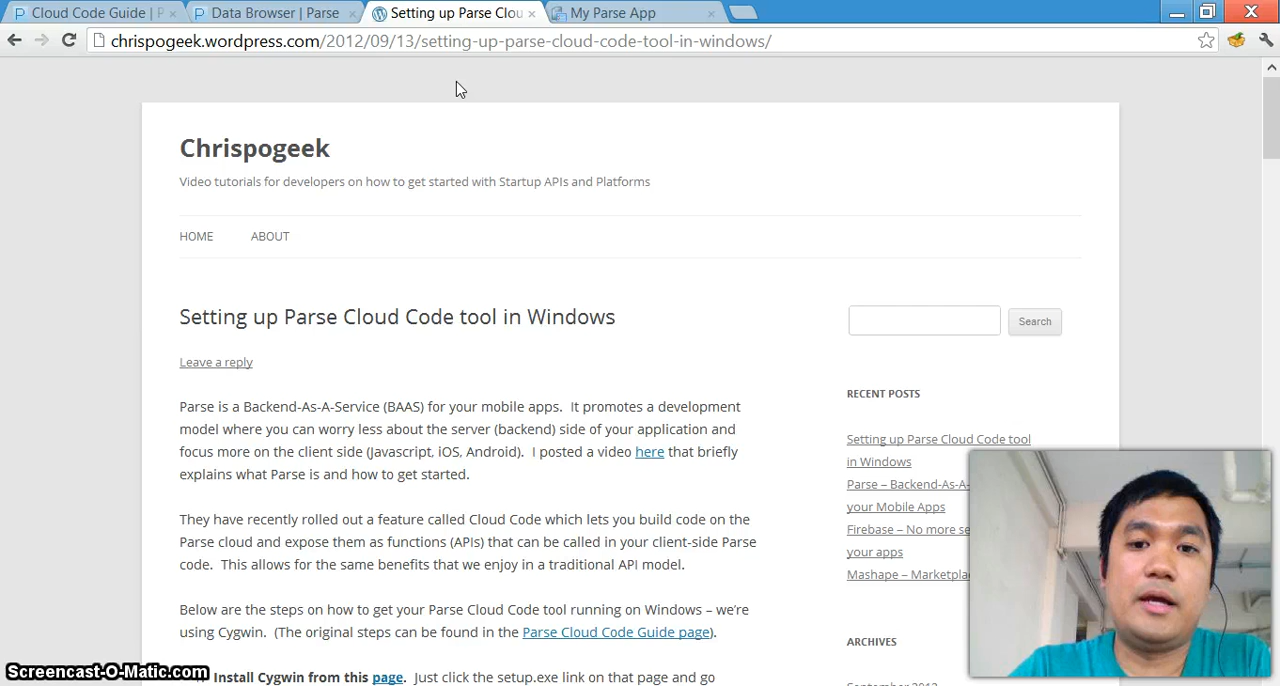 Cloud Code Guide | P
Data Browser | Parse
Setting up Parse Clou
My Parse App
chrispogeek.wordpress.com/2012/09/13/setting-up-parse-cloud-code-tool-in-windows/
Chrispogeek
Video tutorials for developers on how to get started with Startup APIs and Platforms
HOME ABOUT
Setting up Parse Cloud Code tool in Windows
Leave a reply
Parse is a Backend-As-A-Service (BAAS) for your mobile apps.  It promotes a development
model where you can worry less about the server (backend) side of your application and
focus more on the client side (Javascript, iOS, Android).  I posted a video here that briefly
explains what Parse is and how to get started.
They have recently rolled out a feature called Cloud Code which lets you build code on the
Parse cloud and expose them as functions (APIs) that can be called in your client-side Parse
code.  This allows for the same benefits that we enjoy in a traditional API model.
Below are the steps on how to get your Parse Cloud Code tool running on Windows – we're
using Cygwin.  (The original steps can be found in the Parse Cloud Code Guide page).
Install Cygwin from this page.  Just click the setup.exe link on that page and go
Search
RECENT POSTS
Setting up Parse Cloud Code tool
in Windows
Parse – Backend-As-A-
your Mobile Apps
Firebase – No more se
your apps
Mashape – Marketpla
ARCHIVES
Screencast-O-Matic.com